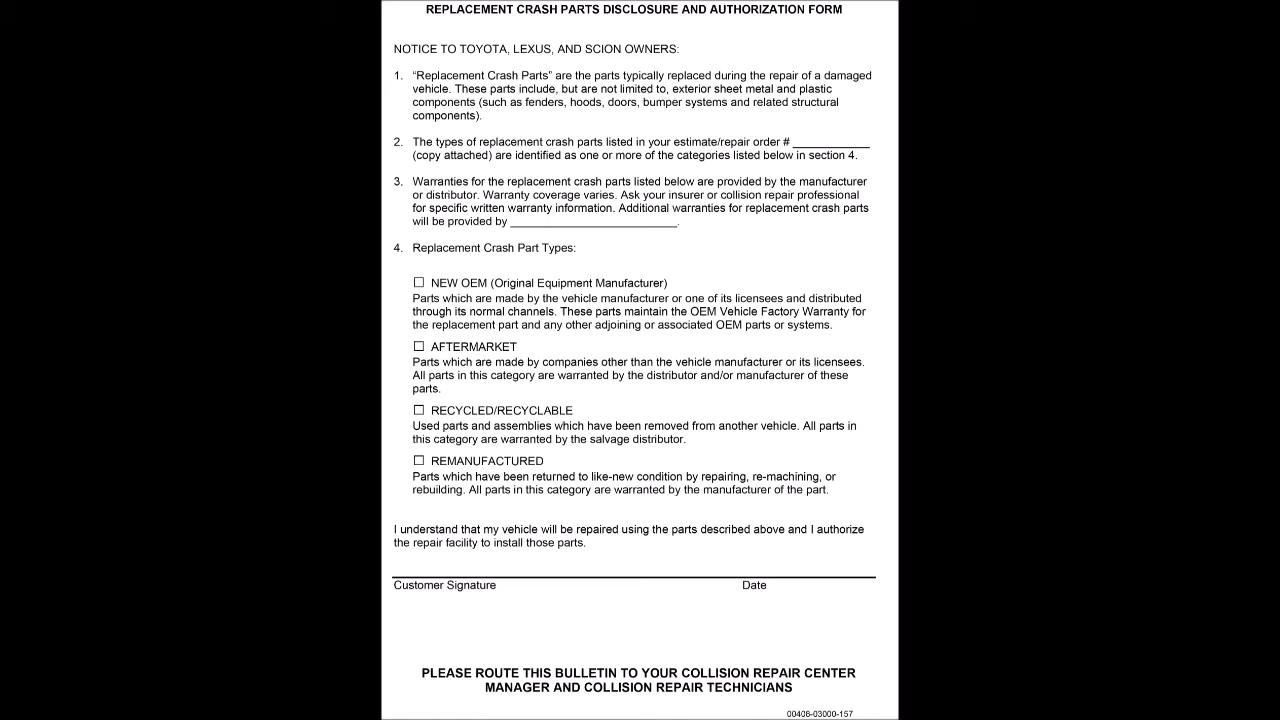 REPLACEMENT CRASH PARTS DISCLOSURE AND AUTHORIZATION FORM
NOTICE TO TOYOTA, LEXUS, AND SCION OWNERS:
1. “Replacement Crash Parts” are the parts typically replaced during the repair of a damaged
vehicle. These parts include, but are not limited to, exterior sheet metal and plastic
components (such as fenders, hoods, doors, bumper systems and related structural
components).
2. The types of replacement crash parts listed in your estimate/repair order # ____________
(copy attached) are identified as one or more of the categories listed below in section 4.
3. Warranties for the replacement crash parts listed below are provided by the manufacturer
or distributor. Warranty coverage varies. Ask your insurer or collision repair professional
for specific written warranty information. Additional warranties for replacement crash parts
will be provided by __________________________.
4. Replacement Crash Part Types:
☐ NEW OEM (Original Equipment Manufacturer)
Parts which are made by the vehicle manufacturer or one of its licensees and distributed
through its normal channels. These parts maintain the OEM Vehicle Factory Warranty for
the replacement part and any other adjoining or associated OEM parts or systems.
☐ AFTERMARKET
Parts which are made by companies other than the vehicle manufacturer or its licensees.
All parts in this category are warranted by the distributor and/or manufacturer of these
parts.
☐ RECYCLED/RECYCLABLE
Used parts and assemblies which have been removed from another vehicle. All parts in
this category are warranted by the salvage distributor.
☐ REMANUFACTURED
Parts which have been returned to like-new condition by repairing, re-machining, or
rebuilding. All parts in this category are warranted by the manufacturer of the part.
I understand that my vehicle will be repaired using the parts described above and I authorize
the repair facility to install those parts.
Customer Signature Date
PLEASE ROUTE THIS BULLETIN TO YOUR COLLISION REPAIR CENTER
MANAGER AND COLLISION REPAIR TECHNICIANS
00408-03000-157